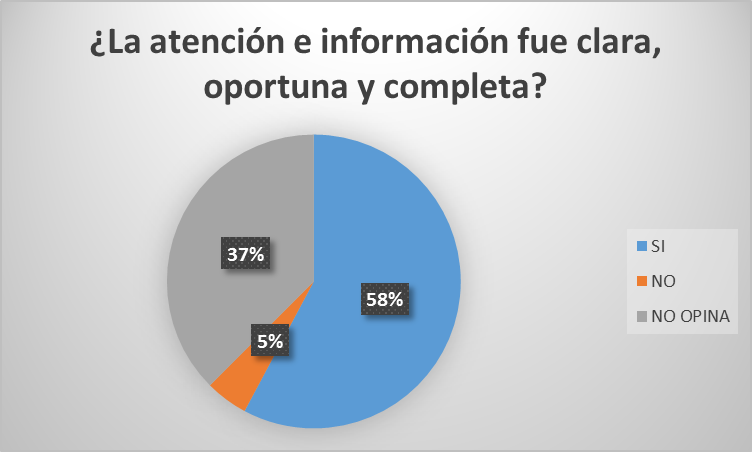 ¿La atención e información fue clara,
oportuna y completa?
37%
58%
5%
SI
NO
NO OPINA